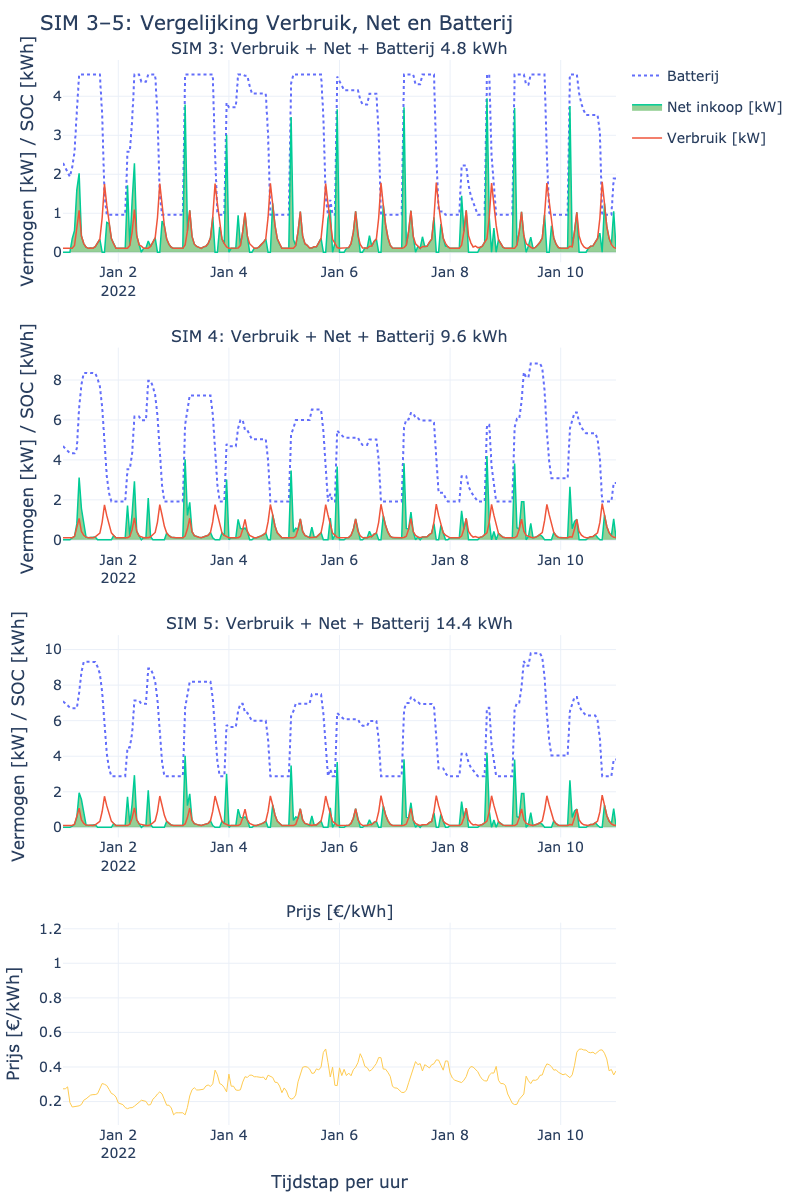 SIM 3–5: Vergelijking Verbruik, Net en Batterij
SIM 3: Verbruik + Net + Batterij 4.8 kWh
Vermogen [kW] / SOC [kWh]
4
3
2
1
0
Jan 2
2022
Jan 4
Jan 6
Jan 8
Jan 10
Batterij
Net inkoop [kW]
Verbruik [kW]
SIM 4: Verbruik + Net + Batterij 9.6 kWh
Vermogen [kW] / SOC [kWh]
8
6
4
2
0
Jan 2
2022
Jan 4
Jan 6
Jan 8
Jan 10
SIM 5: Verbruik + Net + Batterij 14.4 kWh
Vermogen [kW] / SOC [kWh]
10
8
6
4
2
0
Jan 2
2022
Jan 4
Jan 6
Jan 8
Jan 10
Prijs [€/kWh]
Prijs [€/kWh]
1.2
1
0.8
0.6
0.4
0.2
Jan 2
2022
Jan 4
Jan 6
Jan 8
Jan 10
Tijdstap per uur